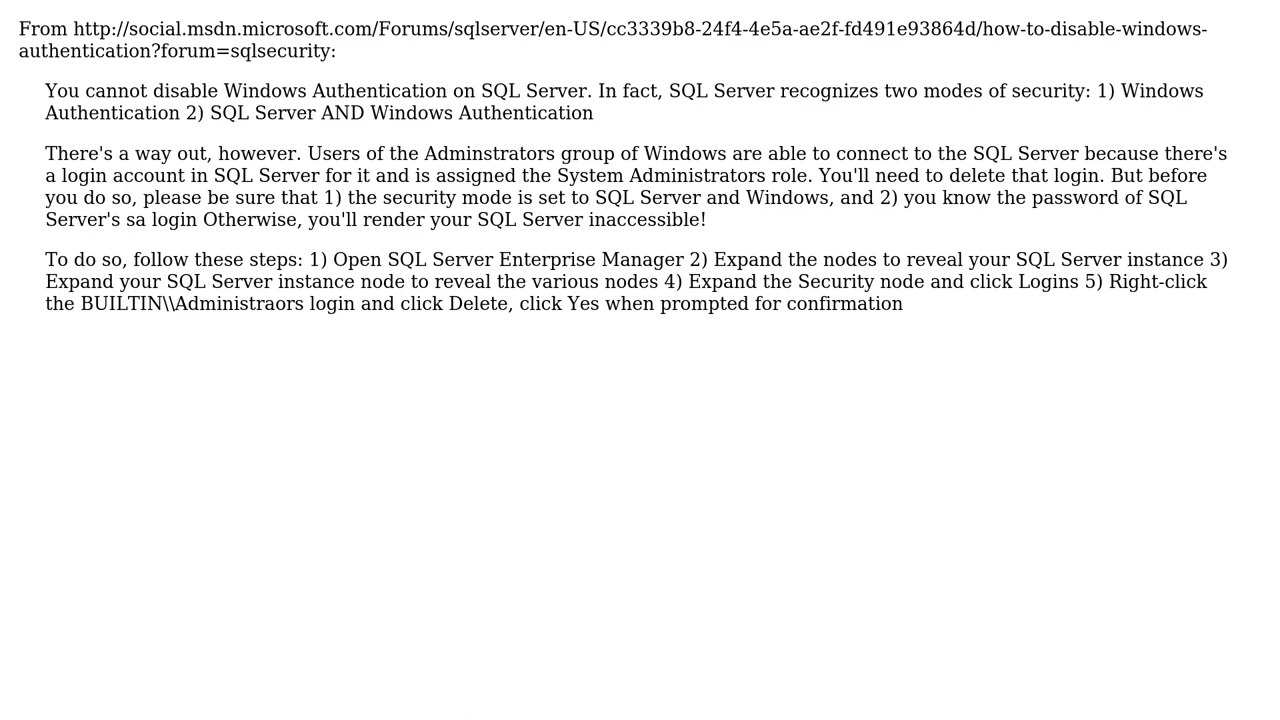 From http://social.msdn.microsoft.com/Forums/sqlserver/en-US/cc3339b8-24f4-4e5a-ae2f-fd491e93864d/how-to-disable-windows-
authentication?forum=sqlsecurity:
You cannot disable Windows Authentication on SQL Server. In fact, SQL Server recognizes two modes of security: 1) Windows
Authentication 2) SQL Server AND Windows Authentication
There's a way out, however. Users of the Adminstrators group of Windows are able to connect to the SQL Server because there's
a login account in SQL Server for it and is assigned the System Administrators role. You'll need to delete that login. But before
you do so, please be sure that 1) the security mode is set to SQL Server and Windows, and 2) you know the password of SQL
Server's sa login Otherwise, you'll render your SQL Server inaccessible!
To do so, follow these steps: 1) Open SQL Server Enterprise Manager 2) Expand the nodes to reveal your SQL Server instance 3)
Expand your SQL Server instance node to reveal the various nodes 4) Expand the Security node and click Logins 5) Right-click
the BUILTIN\\Administraors login and click Delete, click Yes when prompted for confirmation